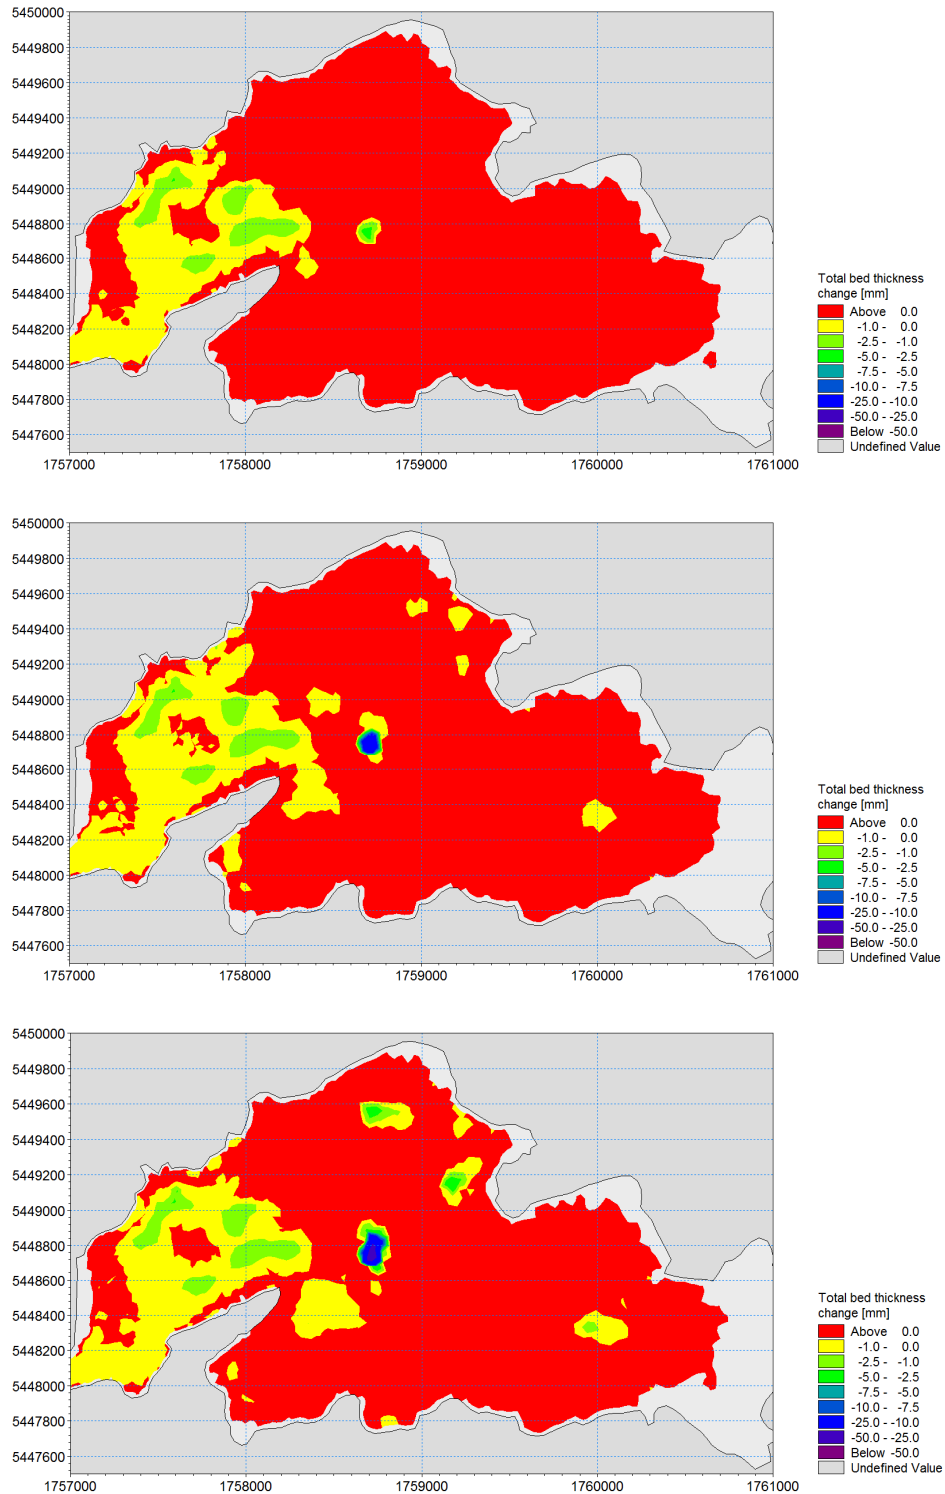 5450000
5449800
5449600
5449400
5449200
5449000
5448800
5448600
5448400
5448200
5448000
5447800
5447600
1757000 1758000 1759000 1760000 1761000
Total bed thickness
change [mm]
Above 0.0
-1.0 - 0.0
-2.5 - -1.0
-5.0 - -2.5
-7.5 - -5.0
-10.0 - -7.5
-25.0 - -10.0
-50.0 - -25.0
Below -50.0
Undefined Value
5450000
5449800
5449600
5449400
5449200
5449000
5448800
5448600
5448400
5448200
5448000
5447800
5447600
1757000 1758000 1759000 1760000 1761000
Total bed thickness
change [mm]
Above 0.0
-1.0 - 0.0
-2.5 - -1.0
-5.0 - -2.5
-7.5 - -5.0
-10.0 - -7.5
-25.0 - -10.0
-50.0 - -25.0
Below -50.0
Undefined Value
5450000
5449800
5449600
5449400
5449200
5449000
5448800
5448600
5448400
5448200
5448000
5447800
5447600
1757000 1758000 1759000 1760000 1761000
Total bed thickness
change [mm]
Above 0.0
-1.0 - 0.0
-2.5 - -1.0
-5.0 - -2.5
-7.5 - -5.0
-10.0 - -7.5
-25.0 - -10.0
-50.0 - -25.0
Below -50.0
Undefined Value